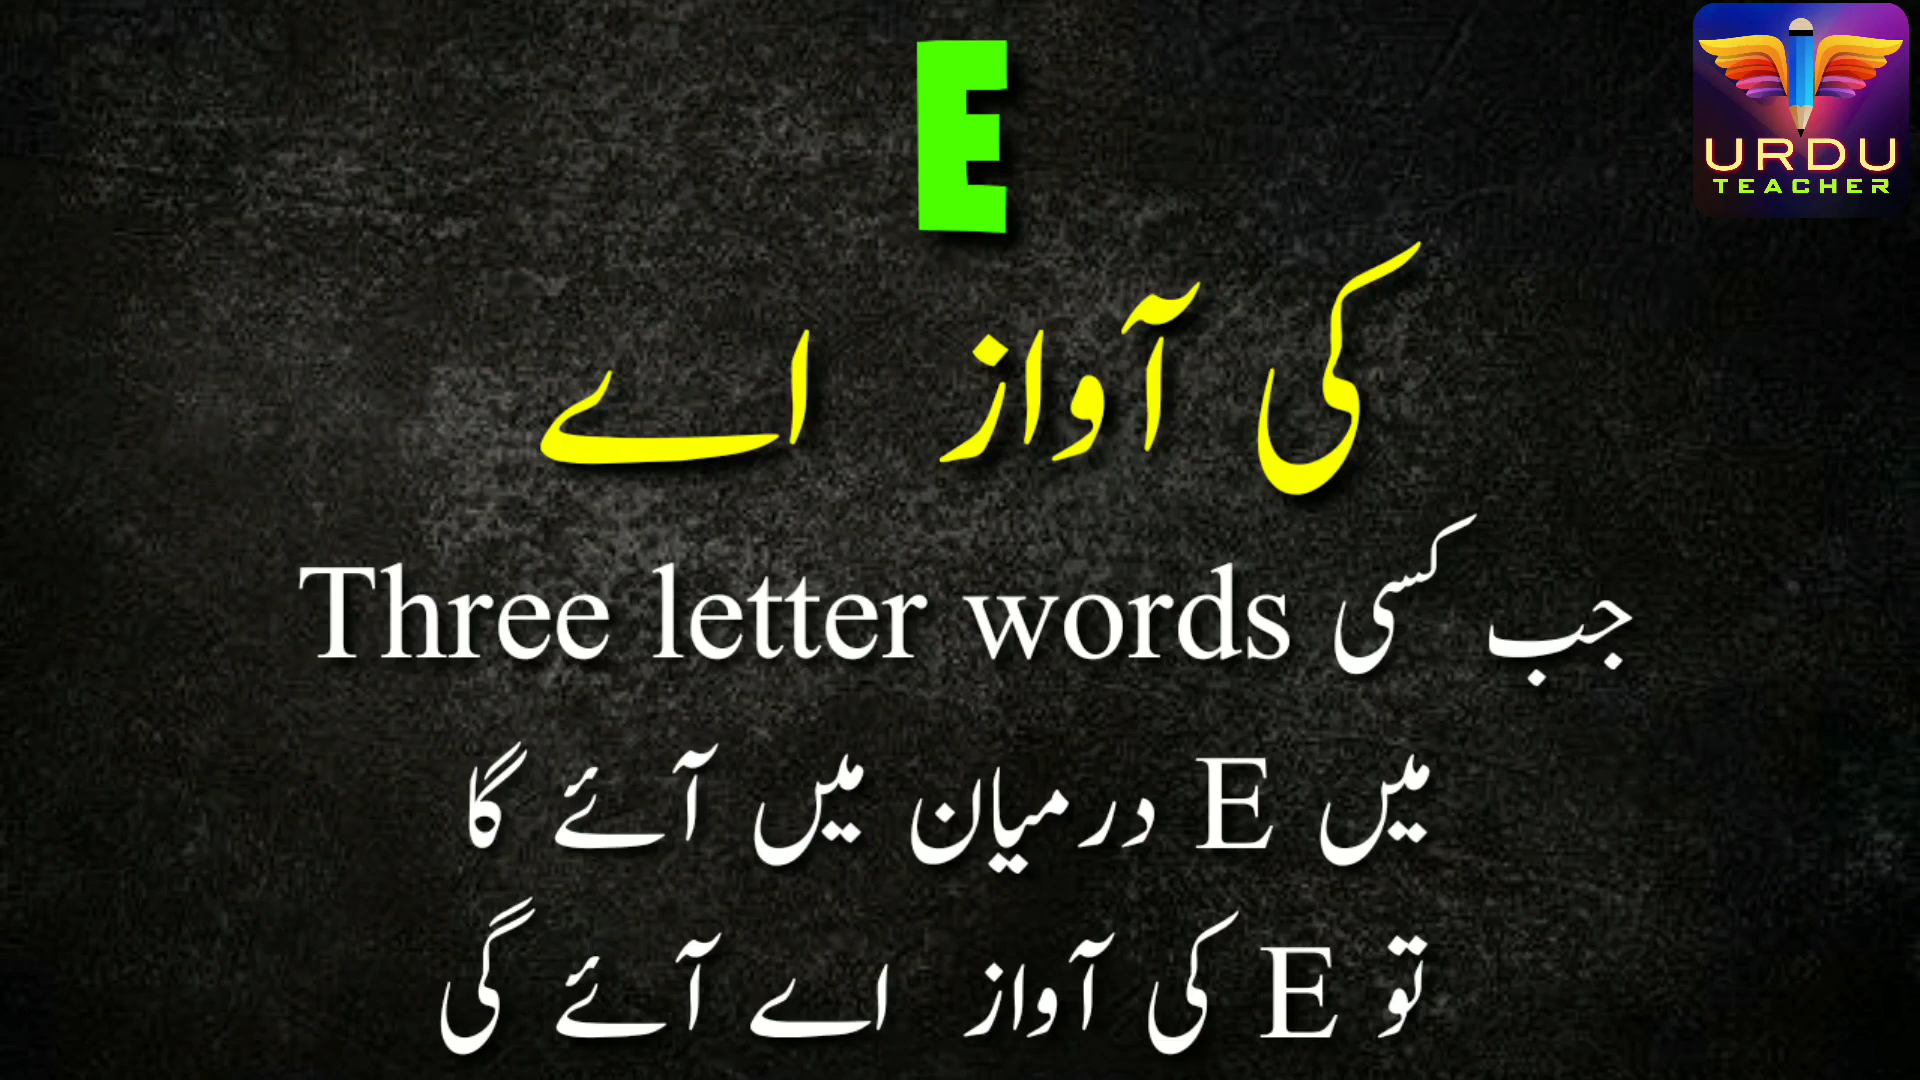 E
URDU
TEACHER
کی آواز اے
جب کسی Three letter words
میں E درمیان میں آئے گا
تو E کی آواز اے آئے گی